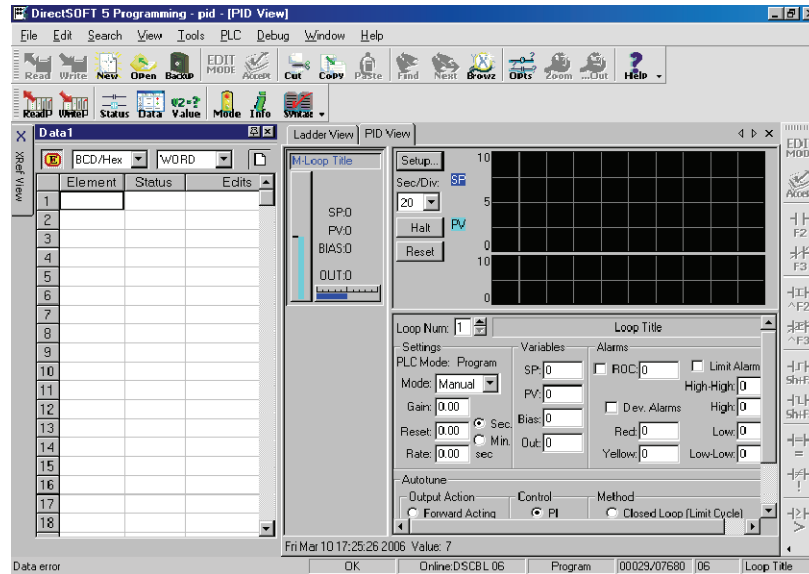 DirectSOFT 5 Programming - pid - [PID View]
File Edit Search View Tools PLC Debug Window Help
Read Write New Open Backup EDIT MODE Accept Cut Copy Paste Find Next Browz Opts Zoom ...Out Help
ReadP WriteP Status Data Value Mode Info Syntax
XRef View
Data1
BCD/Hex WORD
Element Status Edits
1
2
3
4
5
6
7
8
9
10
11
12
13
14
15
16
17
18
Ladder View PID View
M-Loop Title
SP:0
PV:0
BIAS:0
OUT:0
Setup...
Sec/Div: SP
20
Halt PV
Reset
10
5
0
10
0
Loop Num: 1 Loop Title
Settings Variables Alarms
PLC Mode: Program
Mode: Manual
Gain: 0.00
Reset: 0.00 Sec. Min.
Rate: 0.00 sec
SP: 0
PV: 0
Bias: 0
Out: 0
ROC: 0 Limit Alarm
High-High: 0
Dev. Alarms High: 0
Red: 0 Low: 0
Yellow: 0 Low-Low: 0
Autotune
Output Action Control Method
Forward Acting PI Closed Loop (Limit Cycle)
EDIT
MOD
Accept
F2
F3
^F2
^F3
Sh+F
Sh+F
Fri Mar 10 17:25:26 2006 Value: 7
Data error OK Online:DSCBL 06 Program 00029/07680 06 Loop Title